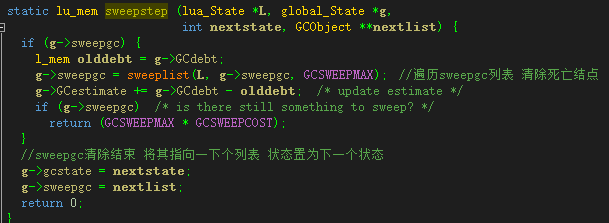 static lu_mem sweepstep (lua_State *L, global_State *g,
int nextstate, GCObject **nextlist) {
if (g->sweepgc) {
l_mem olddebt = g->GCdebt;
g->sweepgc = sweeplist(L, g->sweepgc, GCSWEEPMAX); //遍历sweepgc列表 清除死亡结点
g->GCestimate += g->GCdebt - olddebt; /* update estimate */
if (g->sweepgc) /* is there still something to sweep? */
return (GCSWEEPMAX * GCSWEEPCOST);
}
//sweepgc清除结束 将其指向一下个列表 状态置为下一个状态
g->gcstate = nextstate;
g->sweepgc = nextlist;
return 0;
}